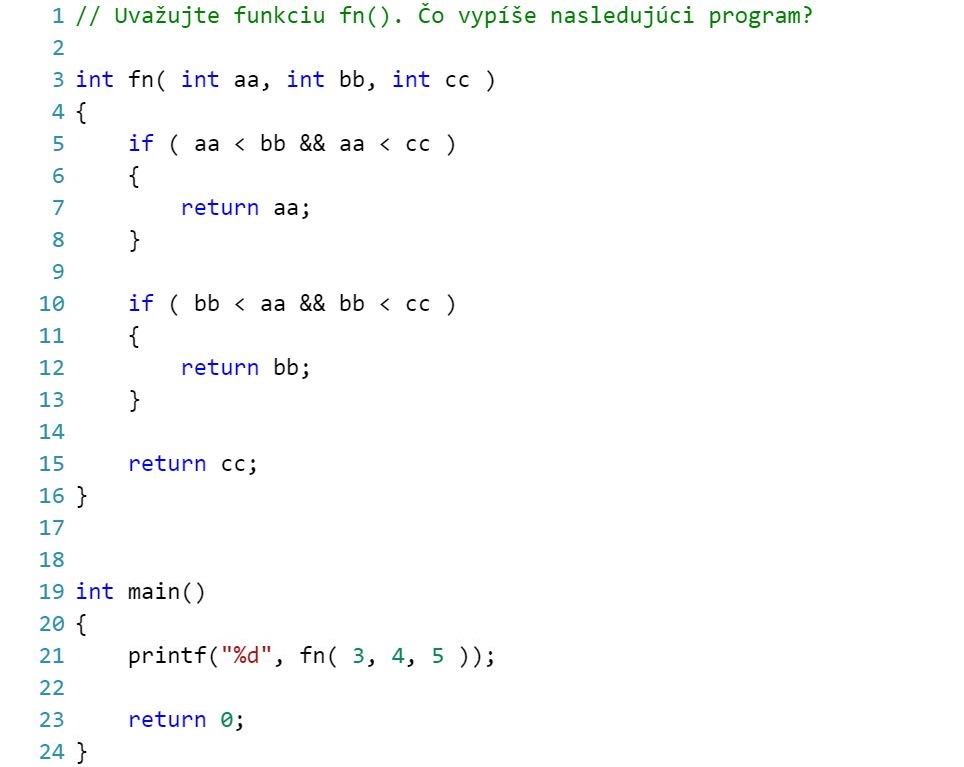 1 // Uvažujte funkciu fn(). Čo vypíše nasledujúci program?
2
3 int fn( int aa, int bb, int cc )
4 {
5     if ( aa < bb && aa < cc )
6     {
7         return aa;
8     }
9
10     if ( bb < aa && bb < cc )
11     {
12         return bb;
13     }
14
15     return cc;
16 }
17
18
19 int main()
20 {
21     printf("%d", fn( 3, 4, 5 ));
22
23     return 0;
24 }